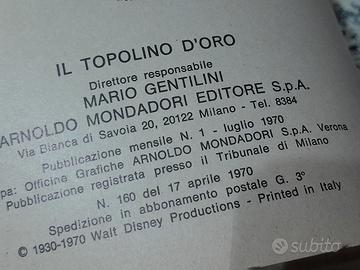 IL TOPOLINO D'ORO
Direttore responsabile
MARIO GENTILINI
ARNOLDO MONDADORI EDITORE S.p.A.
Via Bianca di Savoia 20, 20122 Milano - Tel. 8384
Pubblicazione mensile N. 1 - luglio 1970
pa: Officine Grafiche ARNOLDO MONDADORI S.p.A. Verona
Pubblicazione registrata presso il Tribunale di Milano
N. 160 del 17 aprile 1970
Spedizione in abbonamento postale G. 3°
© 1930-1970 Walt Disney Productions - Printed in Italy
subito